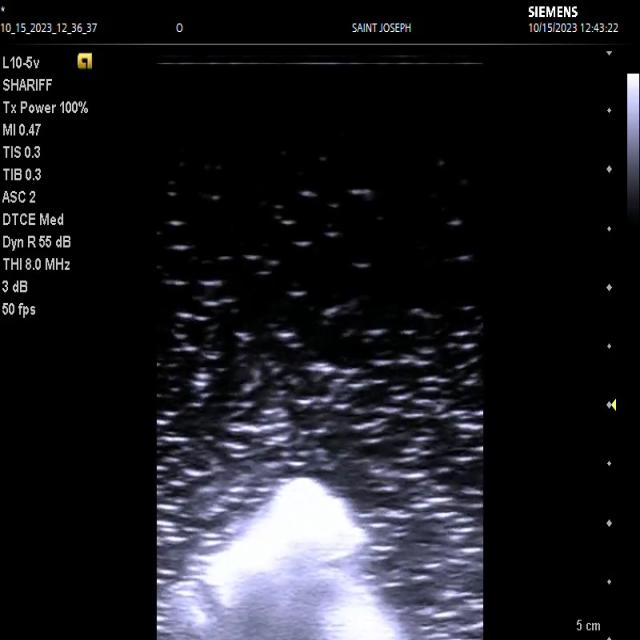 *
SIEMENS
10_15_2023_12_36_37 O SAINT JOSEPH 10/15/2023 12:43:22
L10-5v
SHARIFF
Tx Power 100%
MI 0.47
TIS 0.3
TIB 0.3
ASC 2
DTCE Med
Dyn R 55 dB
THI 8.0 MHz
3 dB
50 fps
5 cm